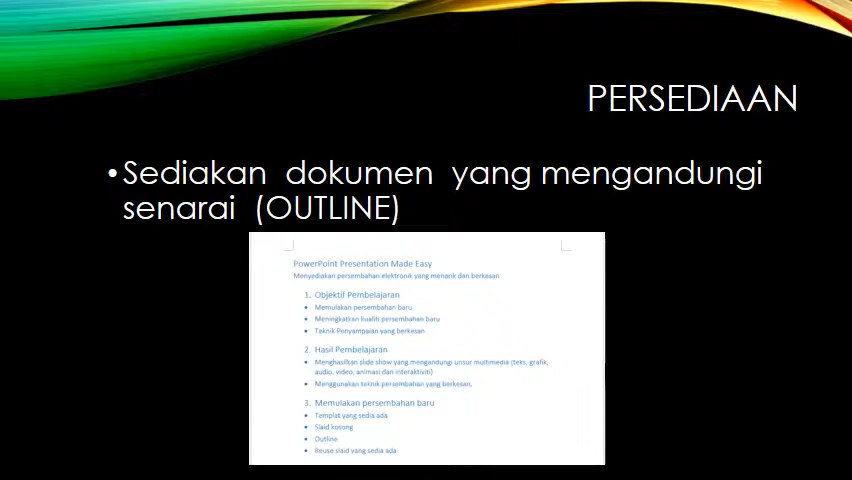 PERSEDIAAN
• Sediakan dokumen yang mengandungi
senarai (OUTLINE)
PowerPoint Presentation Made Easy
Menyediakan persembahan elektronik yang menarik dan berkesan
1. Objektif Pembelajaran
• Memulakan persembahan baru
• Meningkatkan kualiti persembahan baru
• Teknik Penyampaian yang berkesan
2. Hasil Pembelajaran
• Menghasilkan slide show yang mengandungi unsur multimedia (teks, grafik,
audio, video, animasi dan interaktiviti)
• Menggunakan teknik persembahan yang berkesan.
3. Memulakan persembahan baru
• Templat yang sedia ada
• Slaid kosong
• Outline
• Reuse slaid yang sedia ada